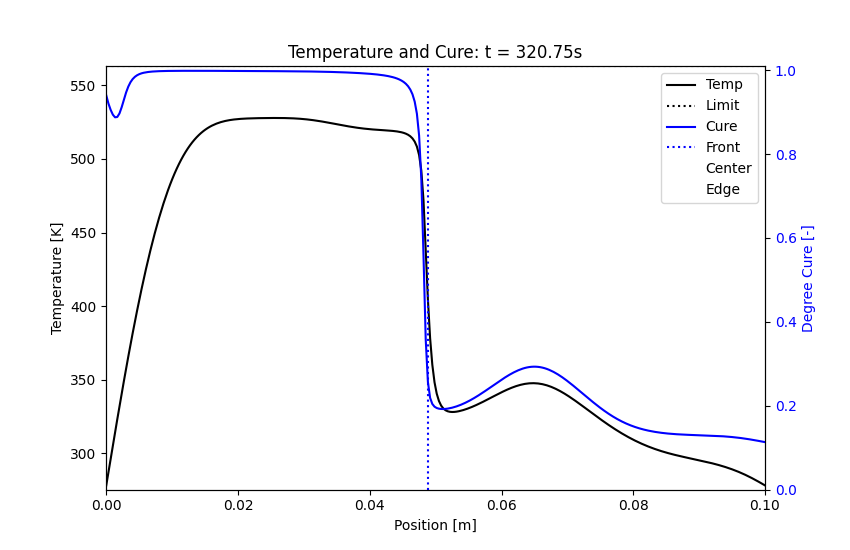 Temperature and Cure: t = 320.75s
Temp
Limit
Cure
Front
Center
Edge
Temperature [K]
550
500
450
400
350
300
Degree Cure [-]
1.0
0.8
0.6
0.4
0.2
0.0
0.00 0.02 0.04 0.06 0.08 0.10
Position [m]